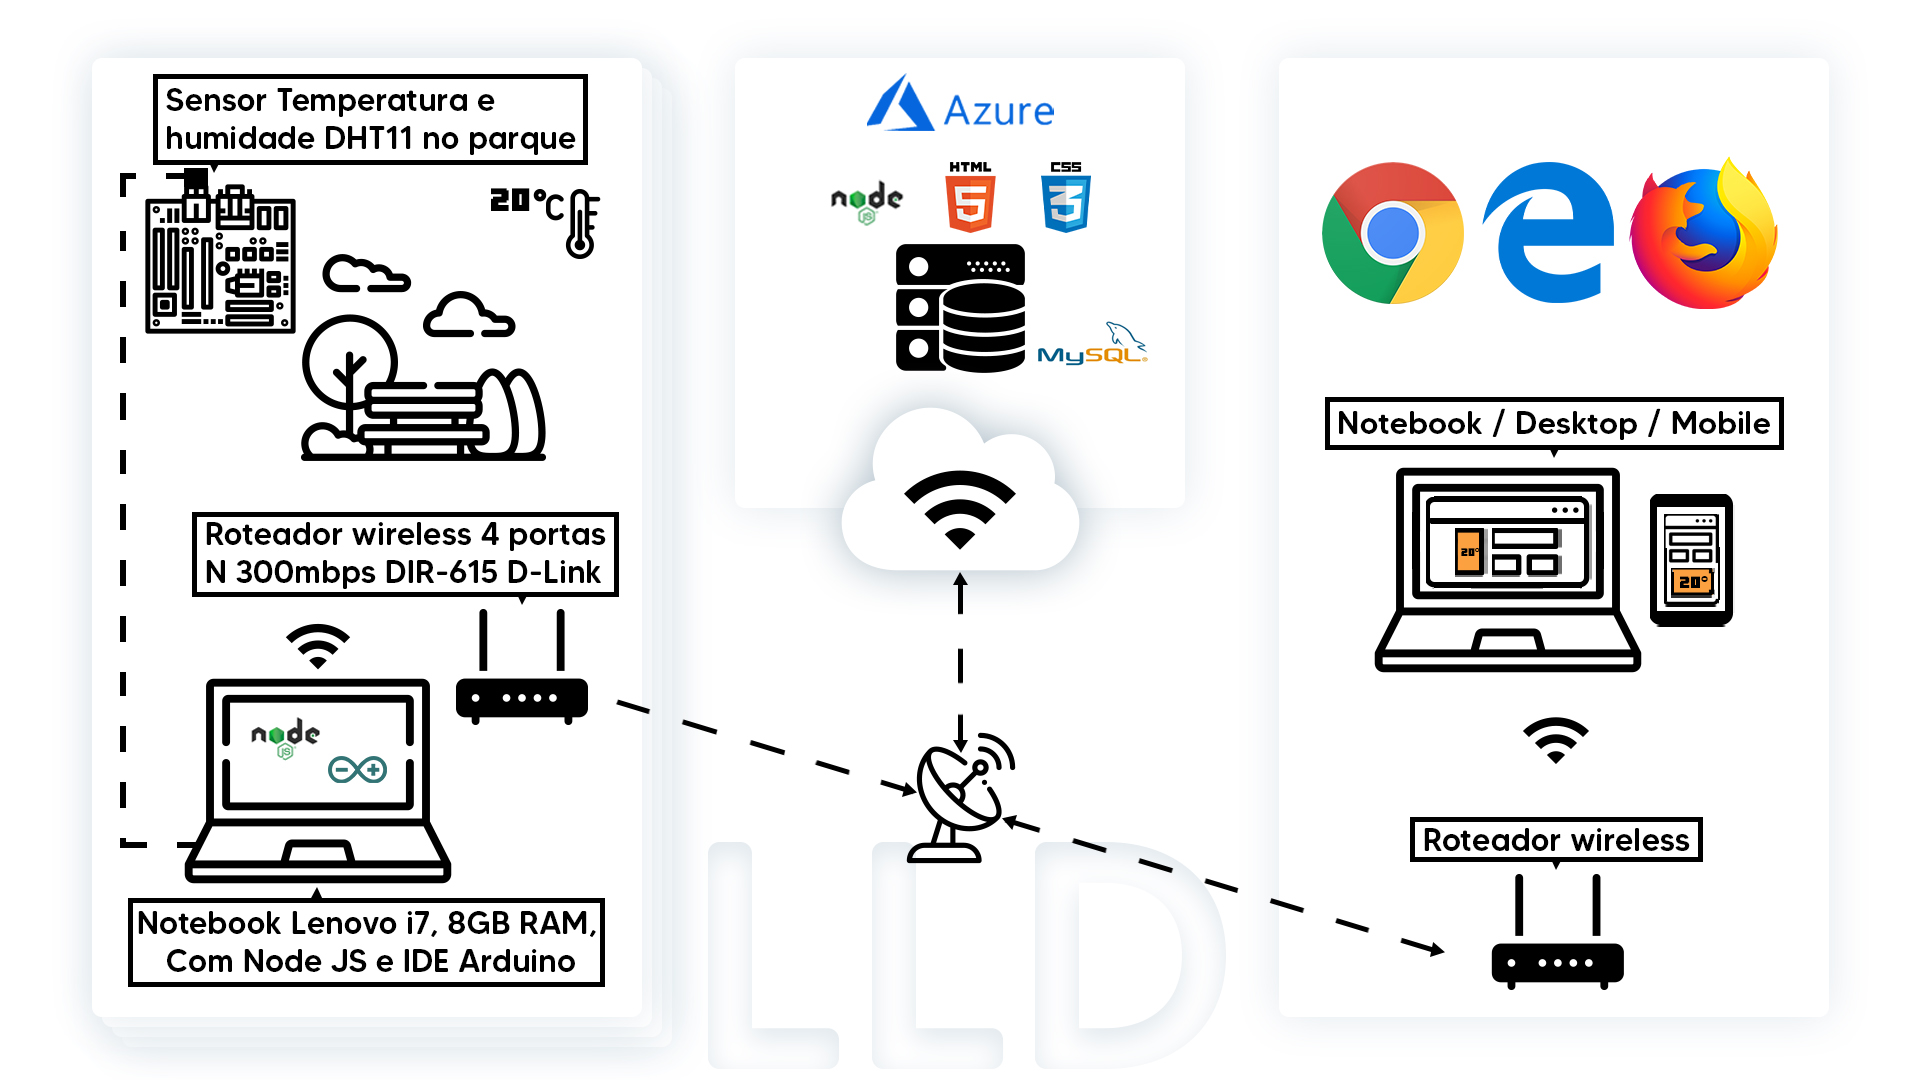 Sensor Temperatura e
humidade DHT11 no parque
20°C
Roteador wireless 4 portas
N 300mbps DIR-615 D-Link
node
JS
Notebook Lenovo i7, 8GB RAM,
Com Node JS e IDE Arduino
Azure
node
JS
HTML
5
CSS
3
MySQL
LLD
Notebook / Desktop / Mobile
20°
20°
Roteador wireless